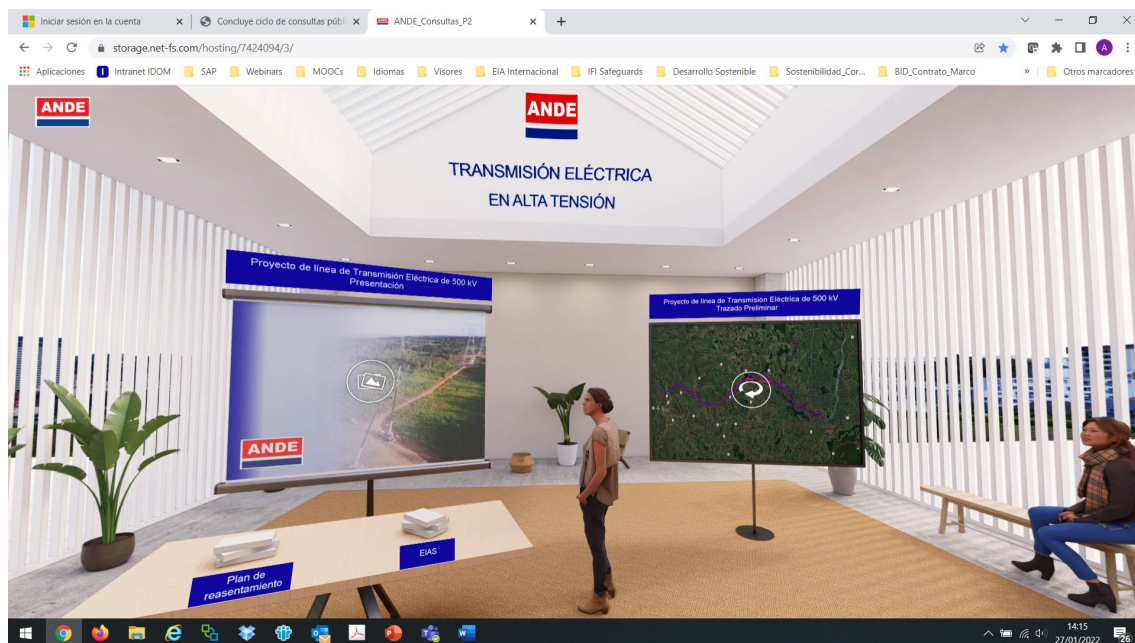 Iniciar sesión en la cuenta
Concluye ciclo de consultas públi
ANDE_Consultas_P2
storage.net-fs.com/hosting/7424094/3/
A
Aplicaciones
Intranet IDOM
SAP
Webinars
MOOCs
Idiomas
Visores
EIA Internacional
IFI Safeguards
Desarrollo Sostenible
Sostenibilidad_Cor...
BID_Contrato_Marco
»
Otros marcadores
ANDE
ANDE
TRANSMISIÓN ELÉCTRICA
EN ALTA TENSIÓN
Proyecto de línea de Transmisión Eléctrica de 500 kV
Presentación
Proyecto de línea de Transmisión Eléctrica de 500 kV
Trazado Preliminar
ANDE
EIAS
Plan de
reasentamiento
14:15
27/01/2022
26